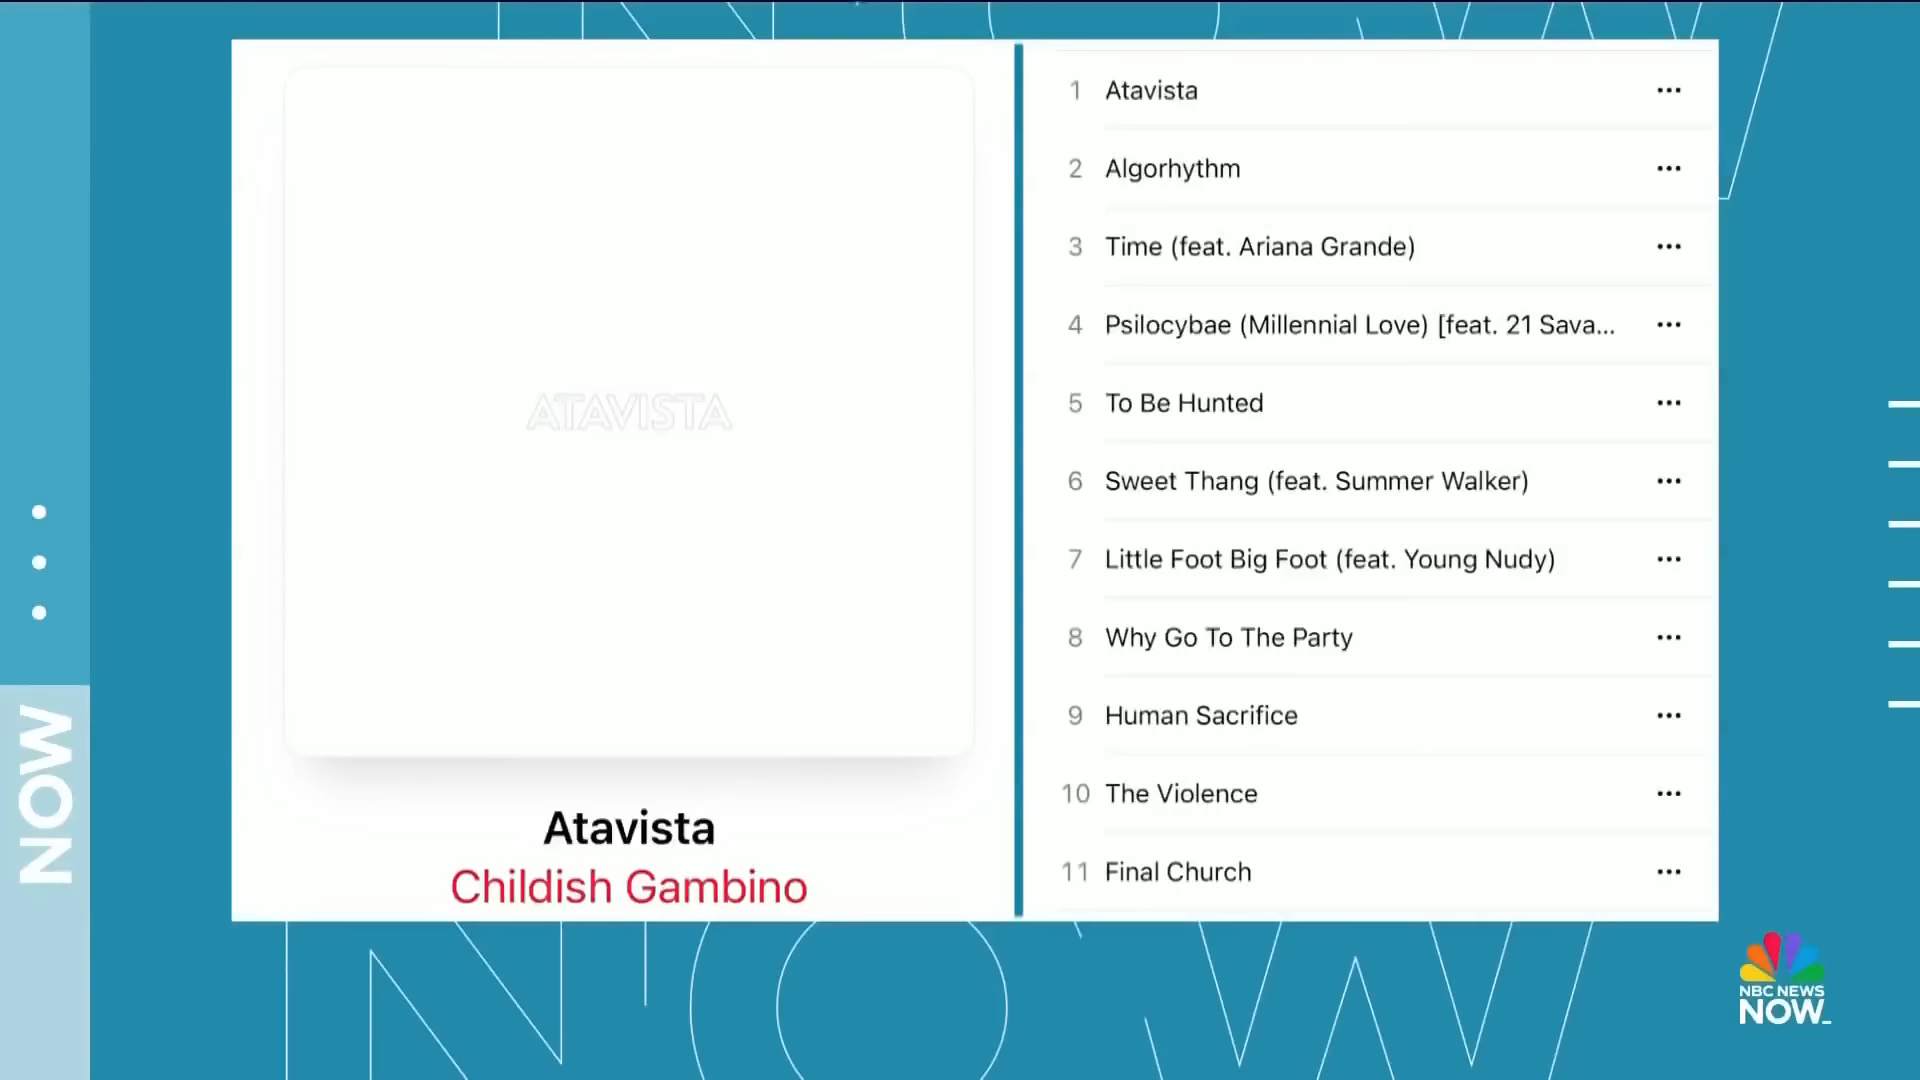 ATAVISTA
Atavista
Childish Gambino
1 Atavista ...
2 Algorhythm ...
3 Time (feat. Ariana Grande) ...
4 Psilocybae (Millennial Love) [feat. 21 Sava... ...
5 To Be Hunted ...
6 Sweet Thang (feat. Summer Walker) ...
7 Little Foot Big Foot (feat. Young Nudy) ...
8 Why Go To The Party ...
9 Human Sacrifice ...
10 The Violence ...
11 Final Church ...
NOW
NOW
NOW
NBC NEWS
NOW_